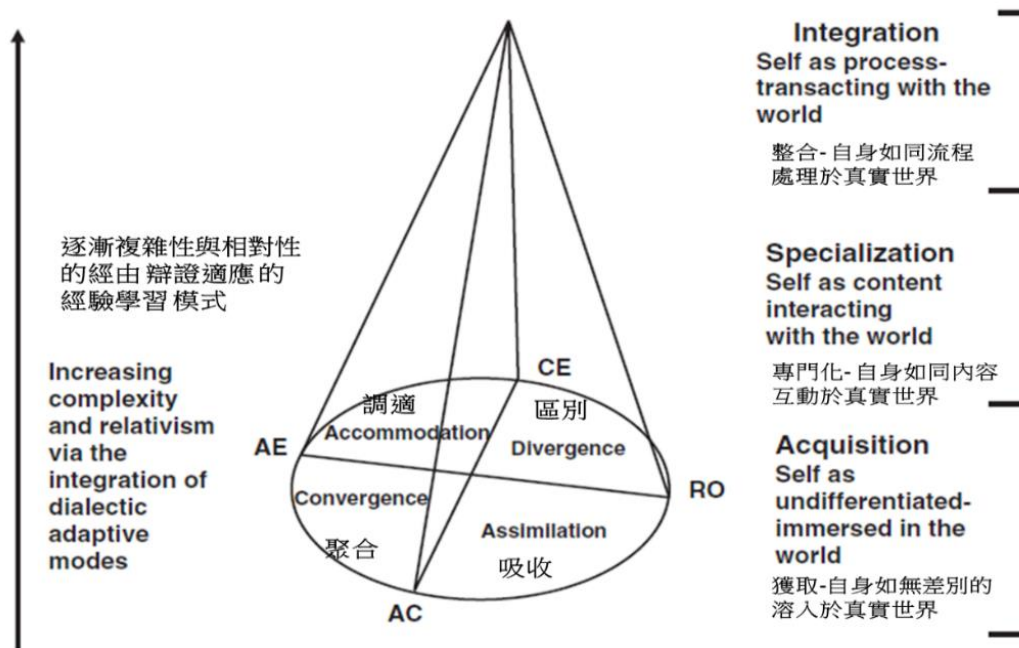 Integration
Self as process-
transacting with the
world
整合-自身如同流程
處理於真實世界
逐漸複雜性與相對性
的經由 辯證適應 的
經驗學習 模式
Specialization
Self as content
interacting
with the world
專門化-自身如同內容
互動於真實世界
Increasing
complexity
and relativism
via the
integration of
dialectic
adaptive
modes
CE
調適
區別
Accommodation
Divergence
AE
RO
Convergence
Assimilation
聚合
吸收
AC
Acquisition
Self as
undifferentiated-
immersed in the
world
獲取-自身如無差別的
溶入於真實世界